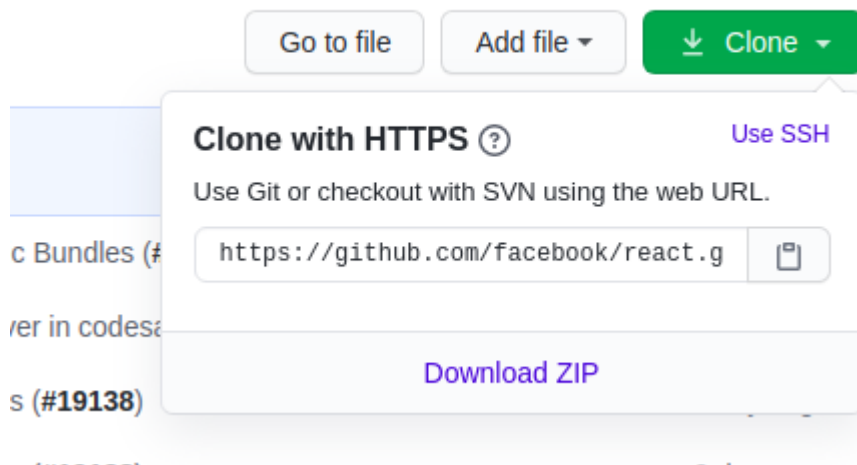 Go to file Add file Clone
Clone with HTTPS
Use SSH
Use Git or checkout with SVN using the web URL.
https://github.com/facebook/react.g
Download ZIP
c Bundles (#
ver in codesa
s (#19138)